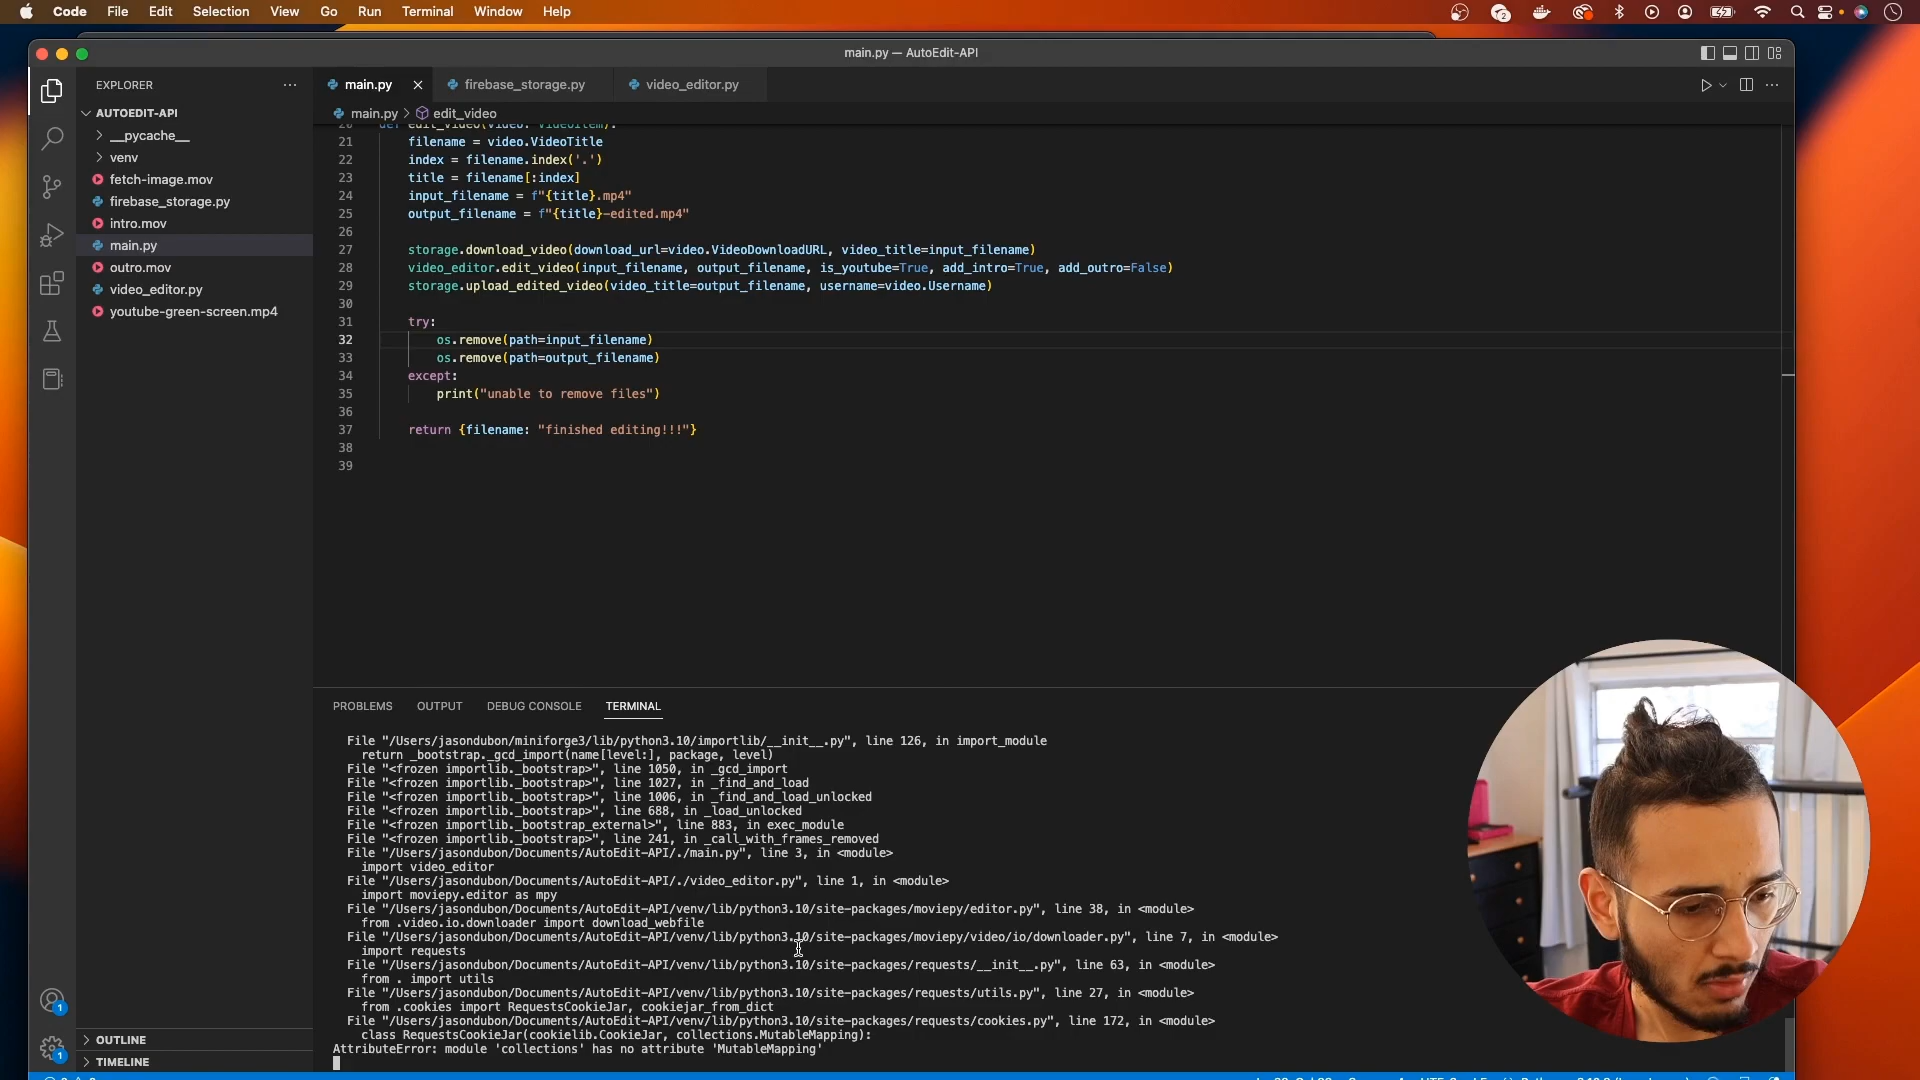 Code File Edit Selection View Go Run Terminal Window Help
2
main.py — AutoEdit-API
EXPLORER
AUTOEDIT-API
__pycache__
venv
fetch-image.mov
firebase_storage.py
intro.mov
main.py
outro.mov
video_editor.py
youtube-green-screen.mp4
OUTLINE
TIMELINE
1
1
main.py firebase_storage.py video_editor.py
main.py > edit_video
20 def edit_video(video: 'VideoItem'):
21 filename = video.VideoTitle
22 index = filename.index('.')
23 title = filename[:index]
24 input_filename = f"{title}.mp4"
25 output_filename = f"{title}-edited.mp4"
26
27 storage.download_video(download_url=video.VideoDownloadURL, video_title=input_filename)
28 video_editor.edit_video(input_filename, output_filename, is_youtube=True, add_intro=True, add_outro=False)
29 storage.upload_edited_video(video_title=output_filename, username=video.Username)
30
31 try:
32 os.remove(path=input_filename)
33 os.remove(path=output_filename)
34 except:
35 print("unable to remove files")
36
37 return {filename: "finished editing!!!"}
38
39
PROBLEMS OUTPUT DEBUG CONSOLE TERMINAL
File "/Users/jasondubon/miniforge3/lib/python3.10/importlib/__init__.py", line 126, in import_module
return _bootstrap._gcd_import(name[level:], package, level)
File "<frozen importlib._bootstrap>", line 1050, in _gcd_import
File "<frozen importlib._bootstrap>", line 1027, in _find_and_load
File "<frozen importlib._bootstrap>", line 1006, in _find_and_load_unlocked
File "<frozen importlib._bootstrap>", line 688, in _load_unlocked
File "<frozen importlib._bootstrap_external>", line 883, in exec_module
File "<frozen importlib._bootstrap>", line 241, in _call_with_frames_removed
File "/Users/jasondubon/Documents/AutoEdit-API/./main.py", line 3, in <module>
import video_editor
File "/Users/jasondubon/Documents/AutoEdit-API/./video_editor.py", line 1, in <module>
import moviepy.editor as mpy
File "/Users/jasondubon/Documents/AutoEdit-API/venv/lib/python3.10/site-packages/moviepy/editor.py", line 38, in <module>
from .video.io.downloader import download_webfile
File "/Users/jasondubon/Documents/AutoEdit-API/venv/lib/python3.10/site-packages/moviepy/video/io/downloader.py", line 7, in <module>
import requests
File "/Users/jasondubon/Documents/AutoEdit-API/venv/lib/python3.10/site-packages/requests/__init__.py", line 63, in <module>
from . import utils
File "/Users/jasondubon/Documents/AutoEdit-API/venv/lib/python3.10/site-packages/requests/utils.py", line 27, in <module>
from .cookies import RequestsCookieJar, cookiejar_from_dict
File "/Users/jasondubon/Documents/AutoEdit-API/venv/lib/python3.10/site-packages/requests/cookies.py", line 172, in <module>
class RequestsCookieJar(cookielib.CookieJar, collections.MutableMapping):
AttributeError: module 'collections' has no attribute 'MutableMapping'